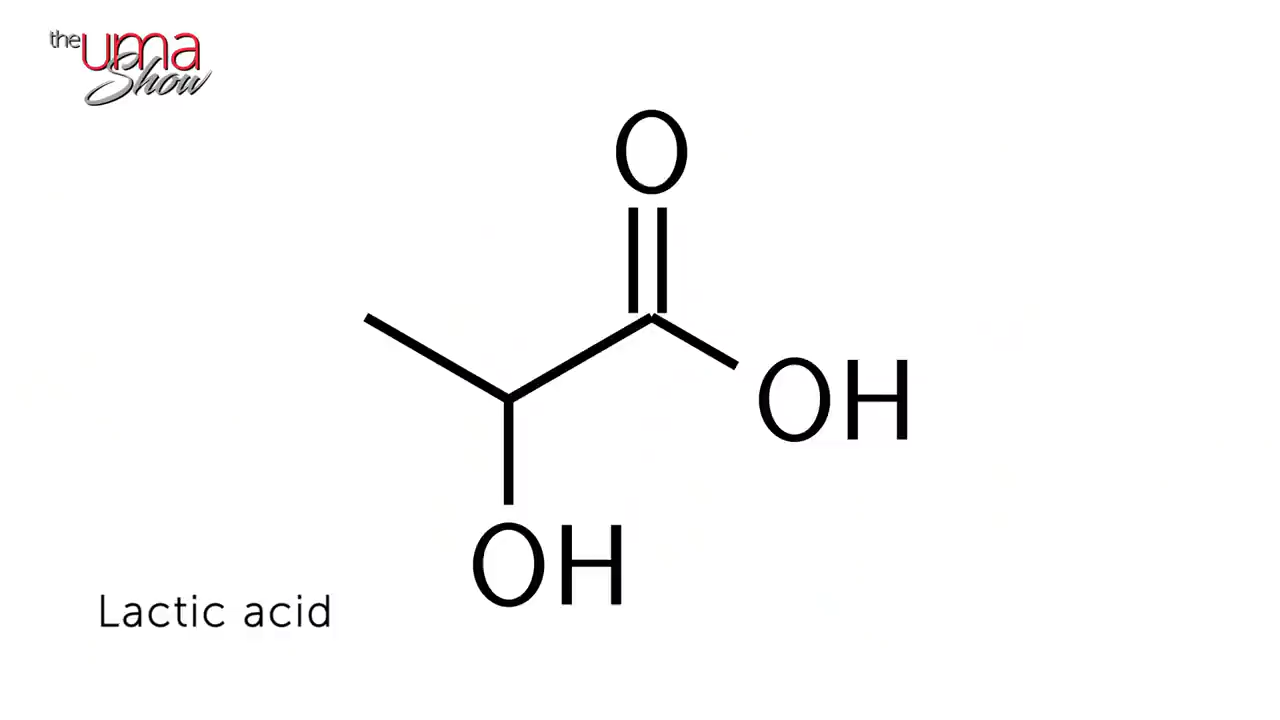 the uma
Show
O
OH
OH
Lactic acid